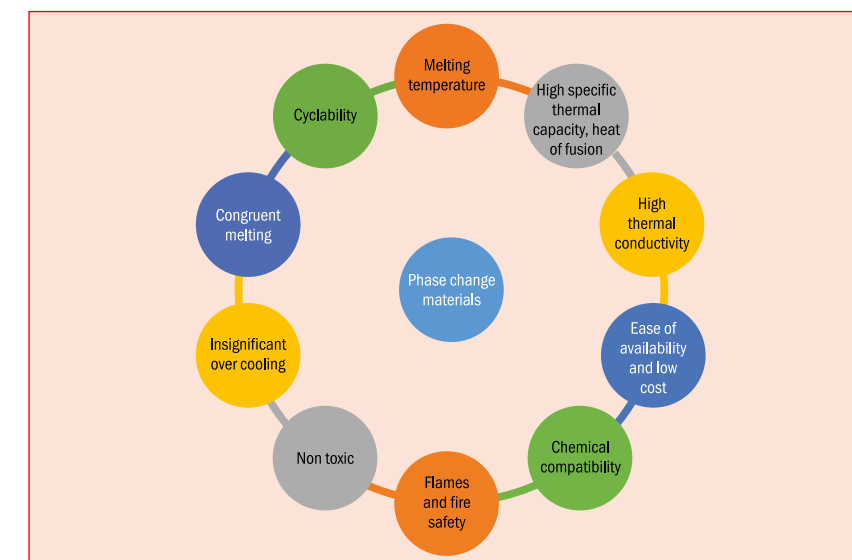 Melting
temperature
High specific
thermal
capacity, heat
of fusion
High
thermal
conductivity
Ease of
availability
and low
cost
Chemical
compatibility
Flames
and fire
safety
Non toxic
Insignificant
over cooling
Congruent
melting
Cyclability
Phase change
materials